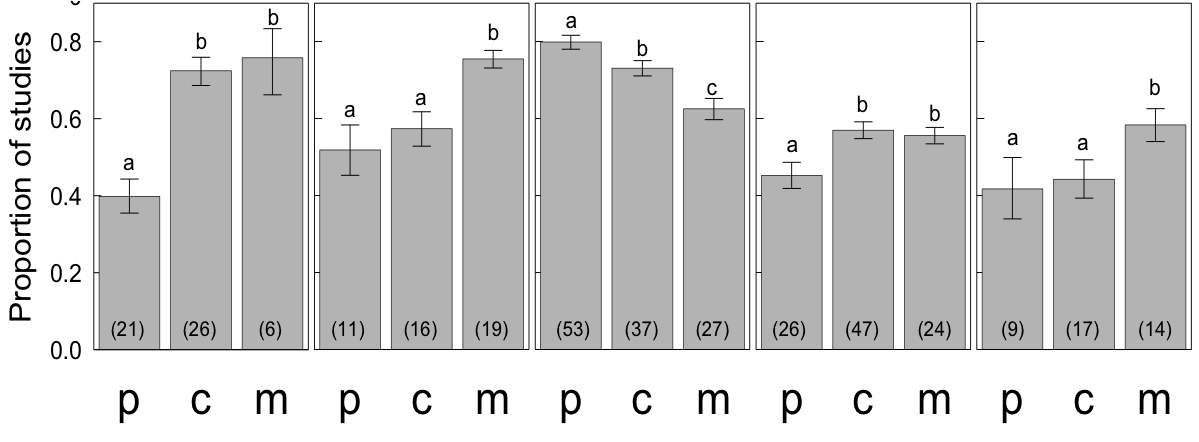 Proportion of studies
0.8
0.6
0.4
0.2
0.0
a b b
a a b
a b c
a b b
a a b
(21) (26) (6)
(11) (16) (19)
(53) (37) (27)
(26) (47) (24)
(9) (17) (14)
p c m p c m p c m p c m p c m